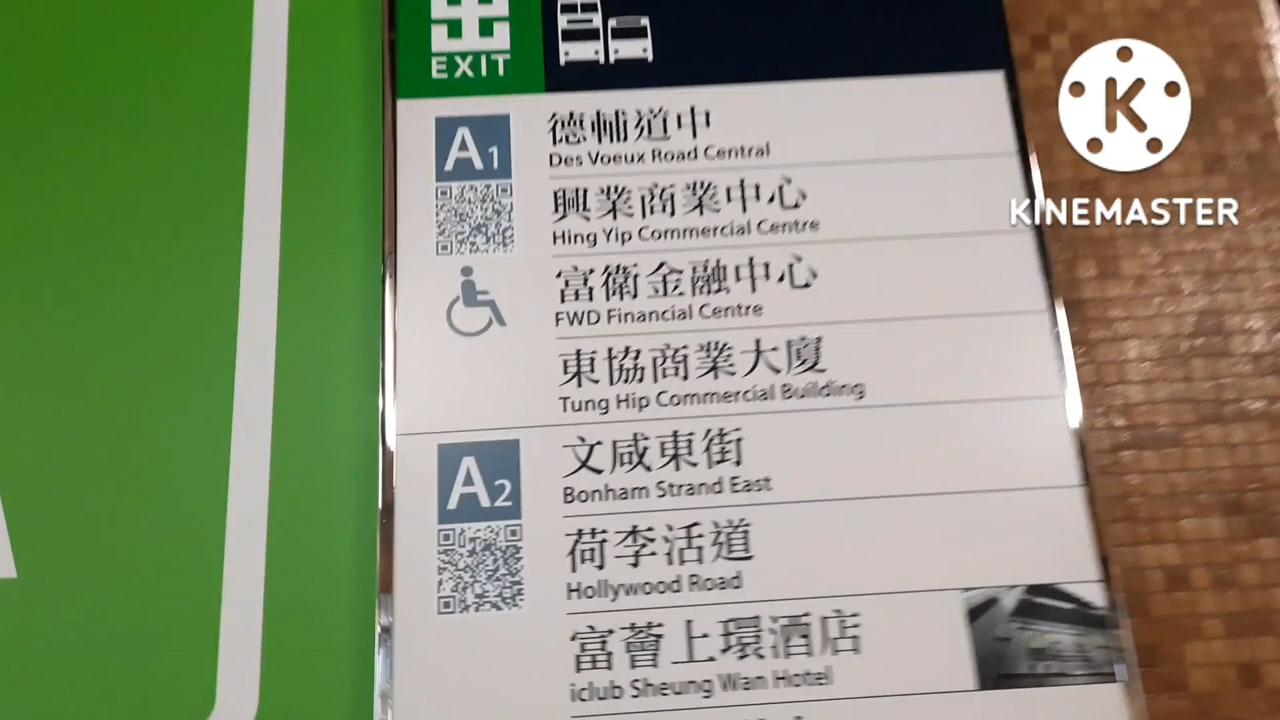 出
EXIT
A1
德輔道中
Des Voeux Road Central
興業商業中心
Hing Yip Commercial Centre
富衛金融中心
FWD Financial Centre
東協商業大廈
Tung Hip Commercial Building
A2
文咸東街
Bonham Strand East
荷李活道
Hollywood Road
富薈上環酒店
iclub Sheung Wan Hotel
K
KINEMASTER